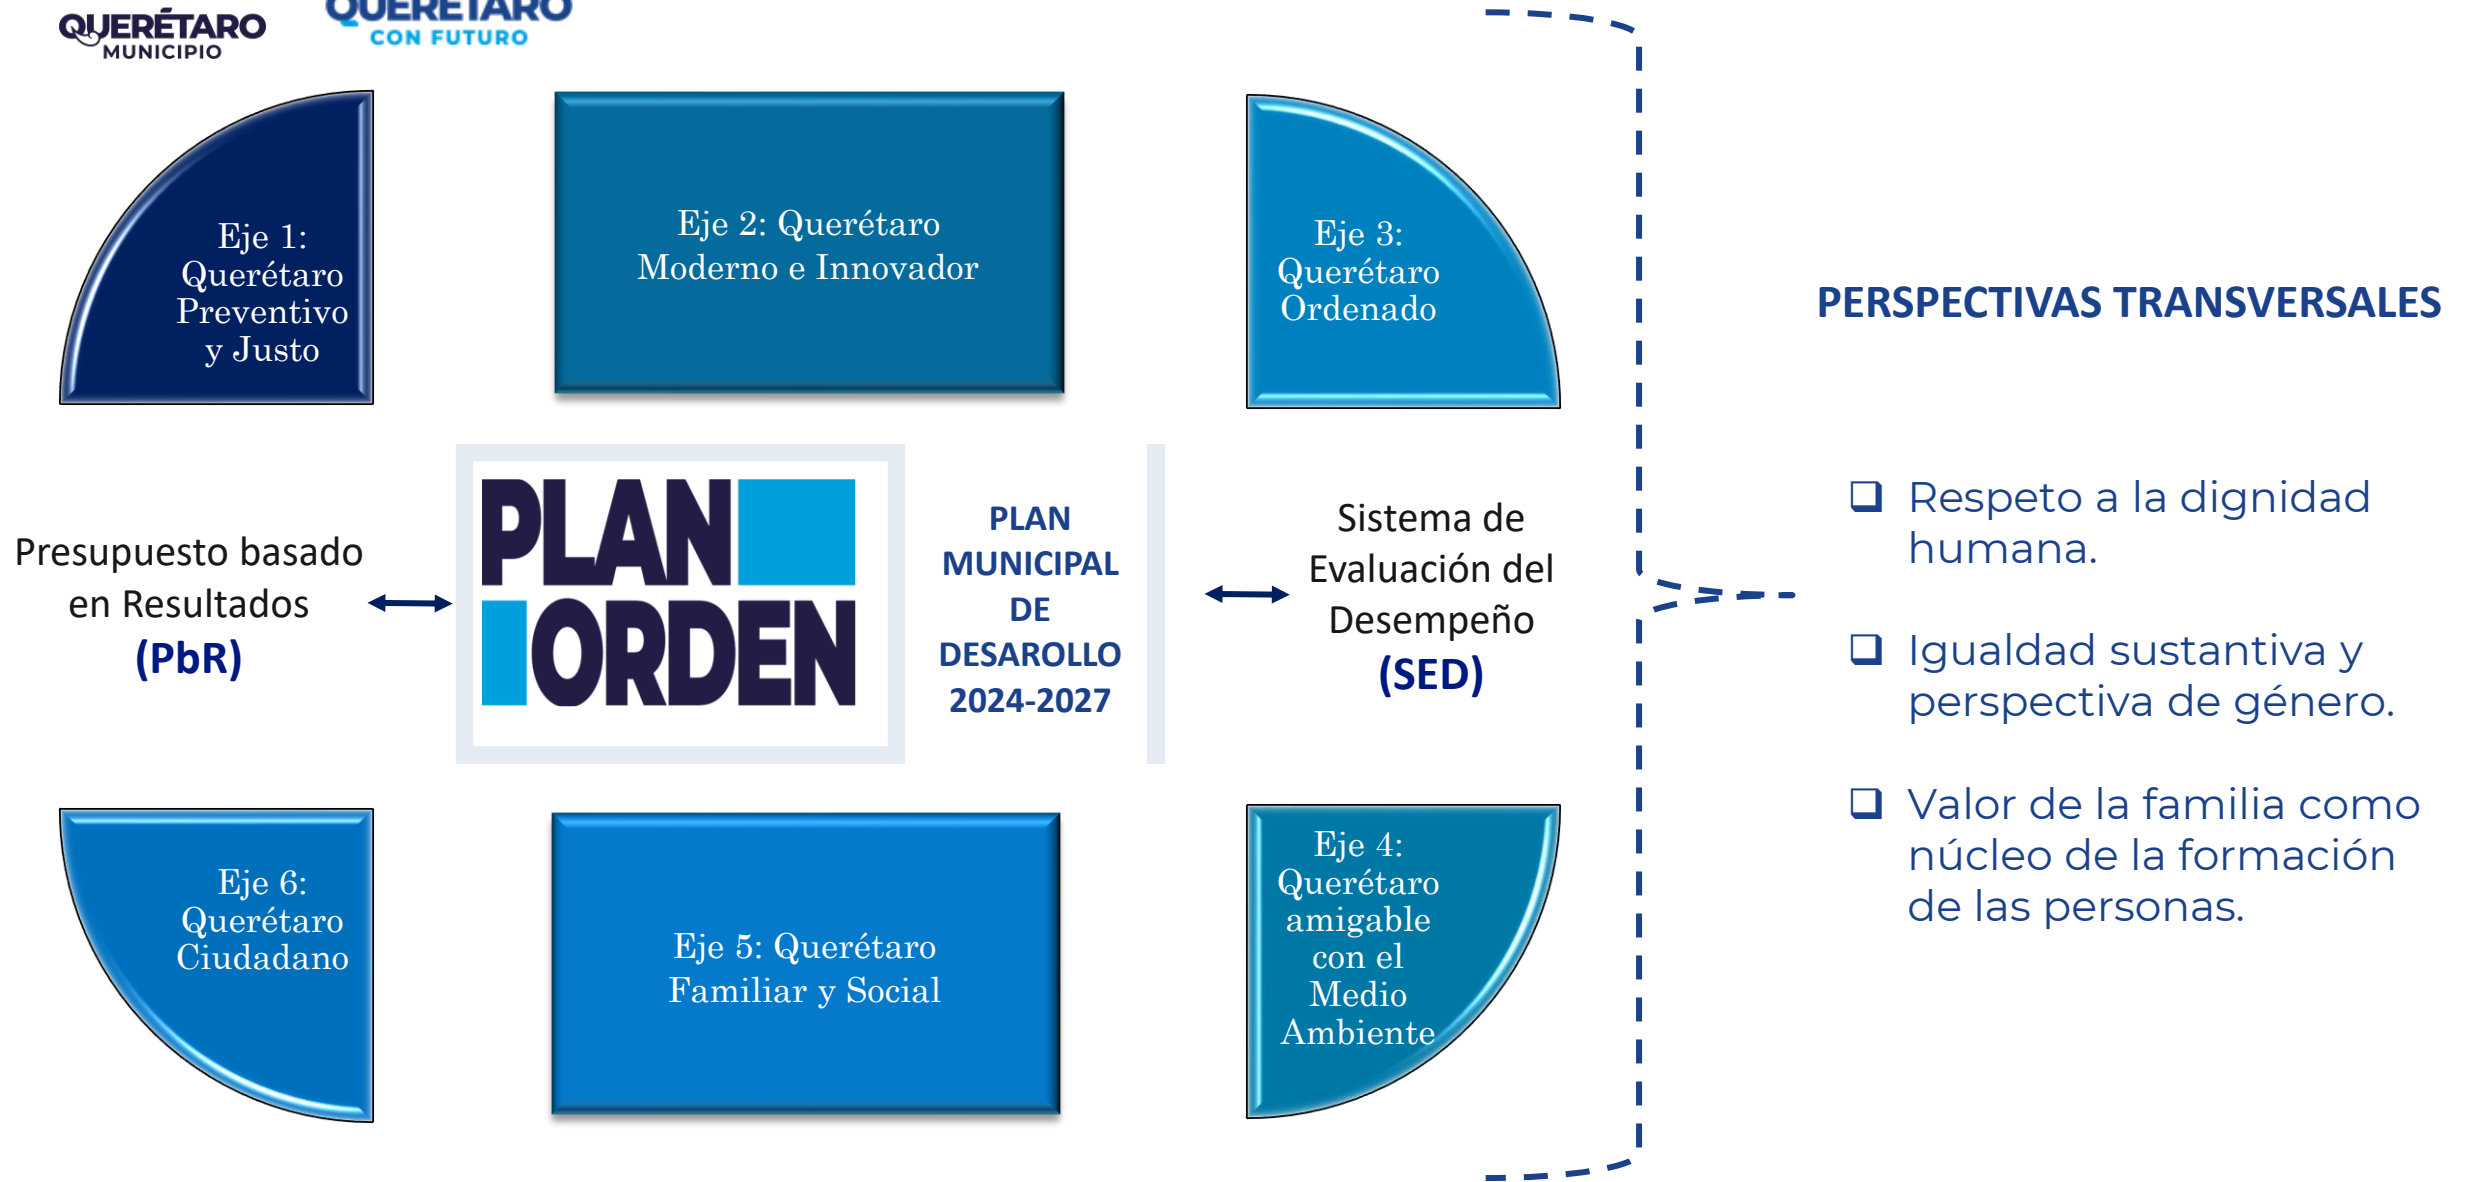 QUERÉTARO
MUNICIPIO
QUERÉTARO
CON FUTURO
Eje 1:
Querétaro
Preventivo
y Justo
Eje 2: Querétaro
Moderno e Innovador
Eje 3:
Querétaro
Ordenado
Presupuesto basado
en Resultados
(PbR)
PLAN
ORDEN
PLAN
MUNICIPAL
DE
DESAROLLO
2024-2027
Sistema de
Evaluación del
Desempeño
(SED)
Eje 6:
Querétaro
Ciudadano
Eje 5: Querétaro
Familiar y Social
Eje 4:
Querétaro
amigable
con el
Medio
Ambiente
PERSPECTIVAS TRANSVERSALES
❑ Respeto a la dignidad
humana.
❑ Igualdad sustantiva y
perspectiva de género.
❑ Valor de la familia como
núcleo de la formación
de las personas.